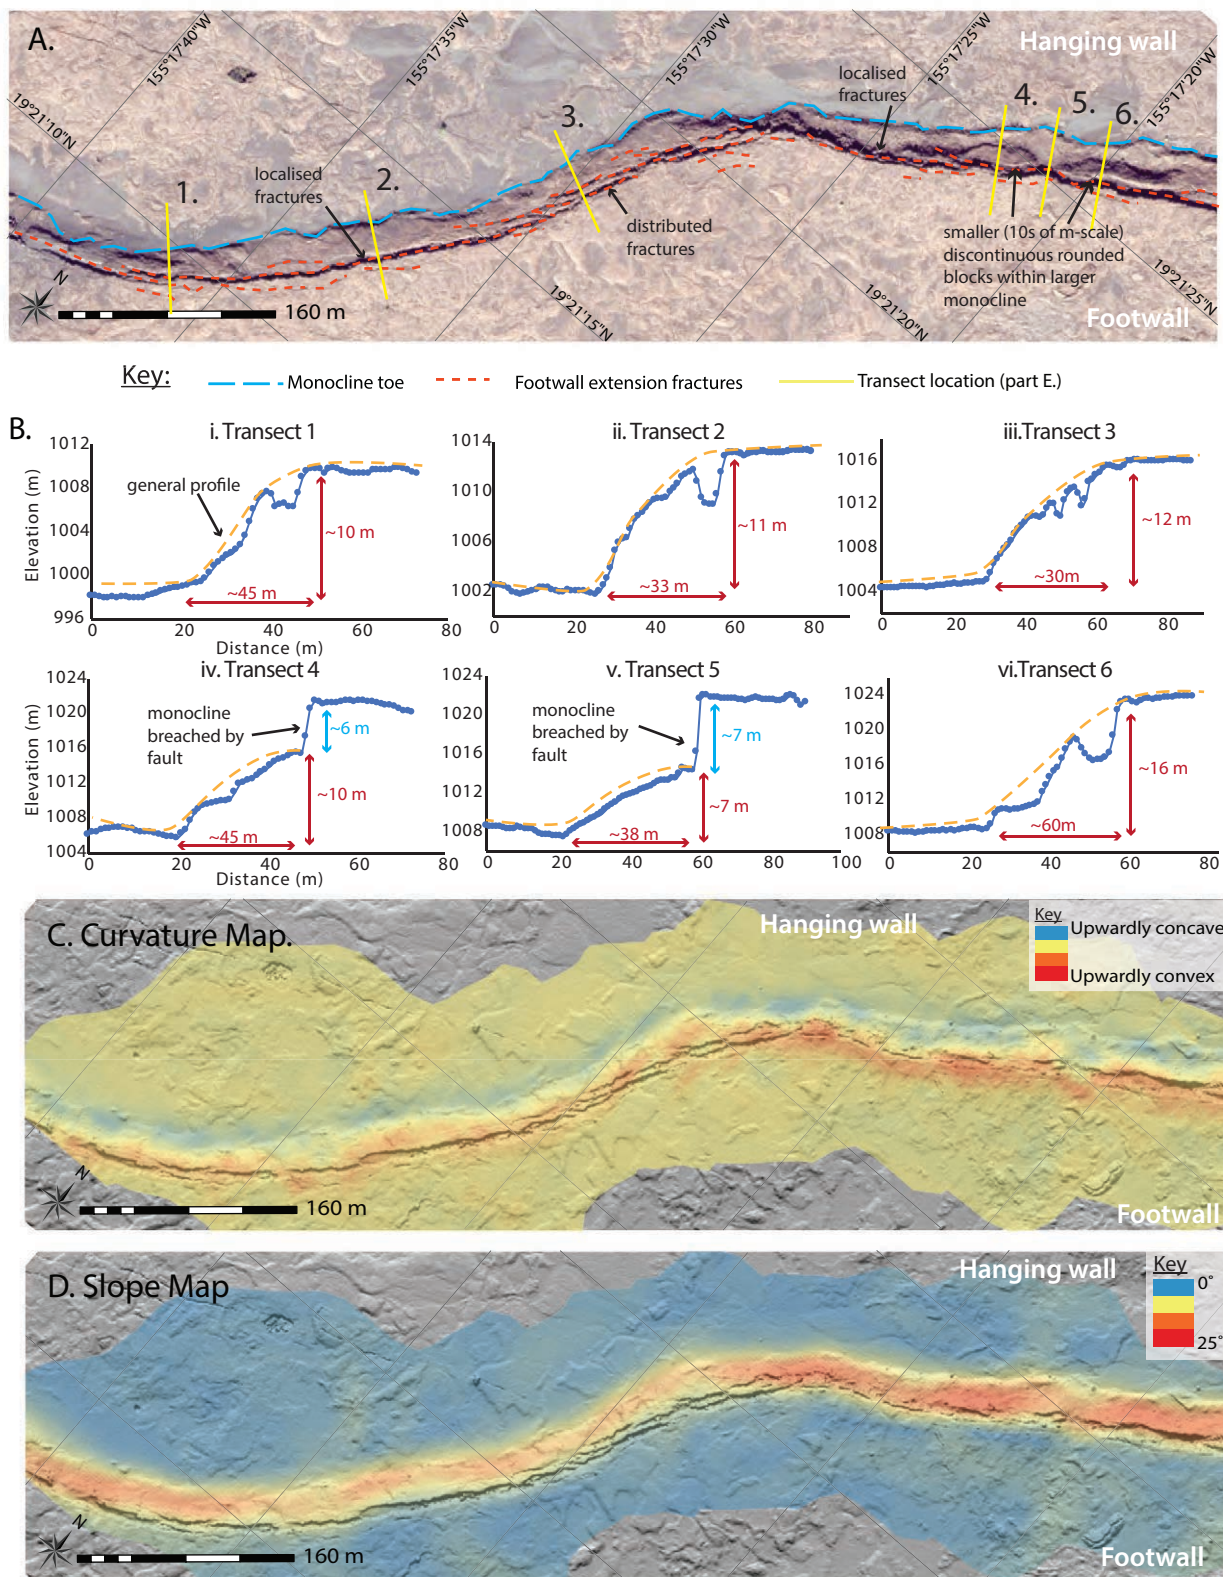 A.
Hanging wall
155°17'40"W
155°17'35"W
155°17'30"W
155°17'25"W
155°17'20"W
19°21'10"N
19°21'15"N
19°21'20"N
19°21'25"N
1.
2.
3.
4.
5.
6.
localised
fractures
localised
fractures
distributed
fractures
smaller (10s of m-scale)
discontinuous rounded
blocks within larger
monocline
N
160 m
Footwall
Key:
Monocline toe
Footwall extension fractures
Transect location (part E.)
B.
i. Transect 1
Elevation (m)
1012
1008
1004
1000
996
general profile
~10 m
~45 m
0 20 40 60 80
Distance (m)
ii. Transect 2
1014
1010
1006
1002
~11 m
~33 m
0 20 40 60 80
iii.Transect 3
1016
1012
1008
1004
~12 m
~30m
0 20 40 60 80
iv. Transect 4
Elevation (m)
1024
1020
1016
1012
1008
1004
monocline
breached by
fault
~6 m
~10 m
~45 m
0 20 40 60 80
Distance (m)
v. Transect 5
1024
1020
1016
1012
1008
monocline
breached by
fault
~7 m
~7 m
~38 m
0 20 40 60 80 100
vi.Transect 6
1024
1020
1016
1012
1008
~16 m
~60m
0 20 40 60 80
C. Curvature Map.
Hanging wall
Key
Upwardly concave
Upwardly convex
N
160 m
Footwall
D. Slope Map
Hanging wall
Key
0°
25°
N
160 m
Footwall